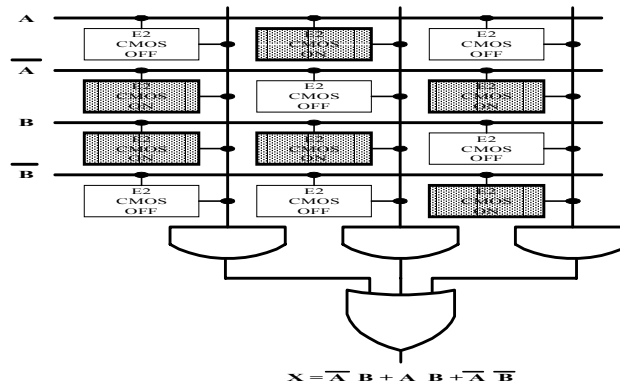 A
E2 CMOS OFF
E2 CMOS ON
E2 CMOS OFF
A̅
E2 CMOS ON
E2 CMOS OFF
E2 CMOS ON
B
E2 CMOS ON
E2 CMOS ON
E2 CMOS OFF
B̅
E2 CMOS OFF
E2 CMOS OFF
E2 CMOS ON
X = A̅ B + A B + A̅ B̅